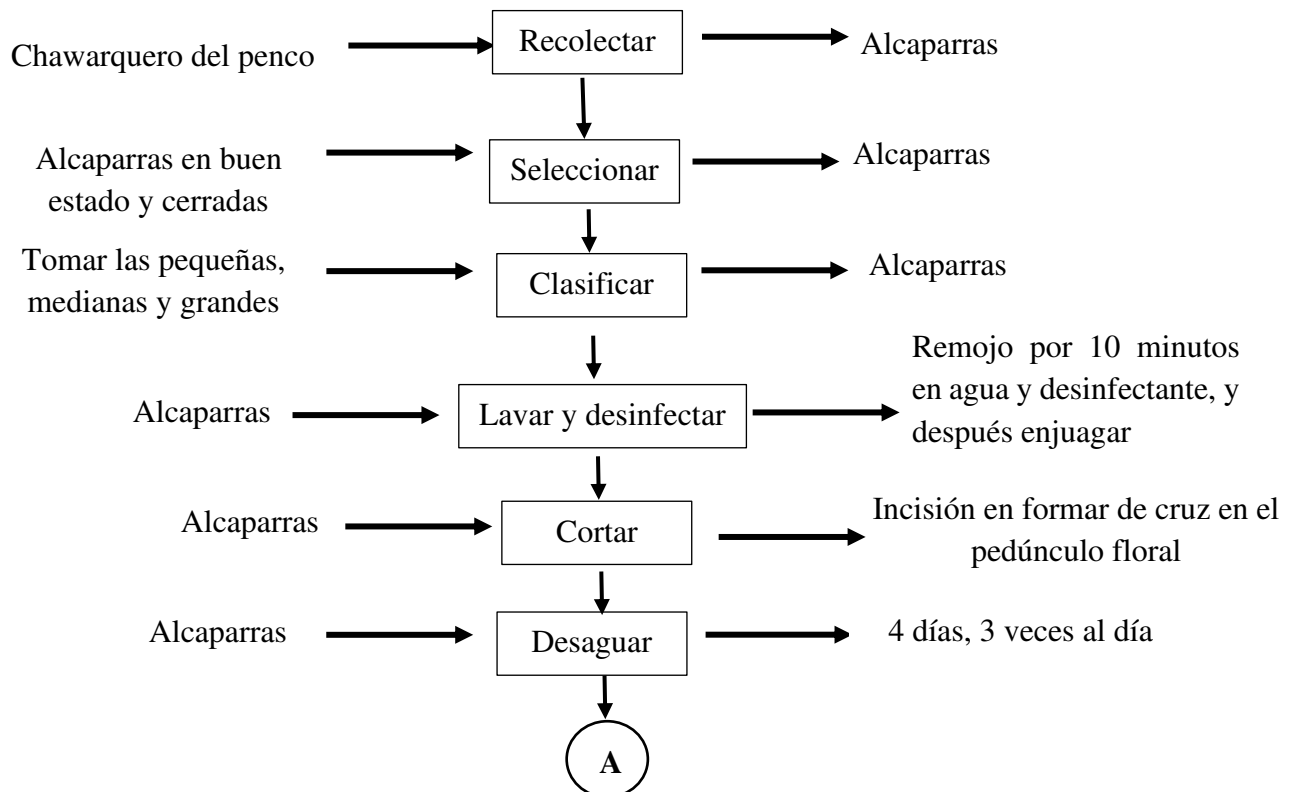 Chawarquero del penco
Recolectar
Alcaparras
Alcaparras en buen
estado y cerradas
Seleccionar
Alcaparras
Tomar las pequeñas,
medianas y grandes
Clasificar
Alcaparras
Alcaparras
Lavar y desinfectar
Remojo por 10 minutos
en agua y desinfectante, y
después enjuagar
Alcaparras
Cortar
Incisión en formar de cruz en el
pedúnculo floral
Alcaparras
Desaguar
4 días, 3 veces al día
A